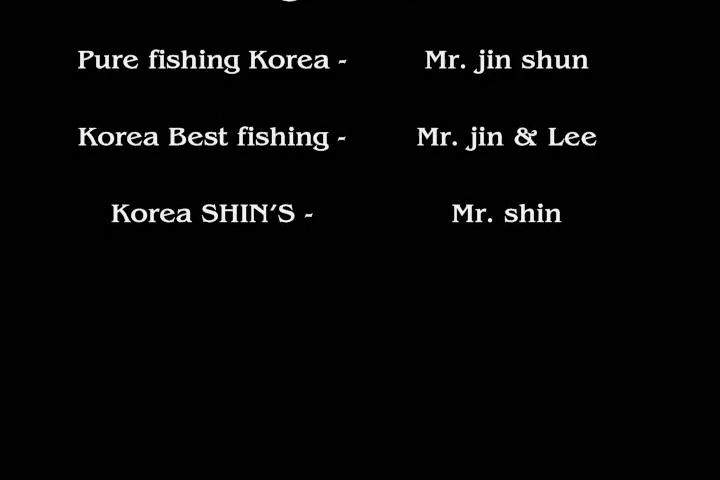 Pure fishing Korea - Mr. jin shun
Korea Best fishing - Mr. jin & Lee
Korea SHIN'S - Mr. shin